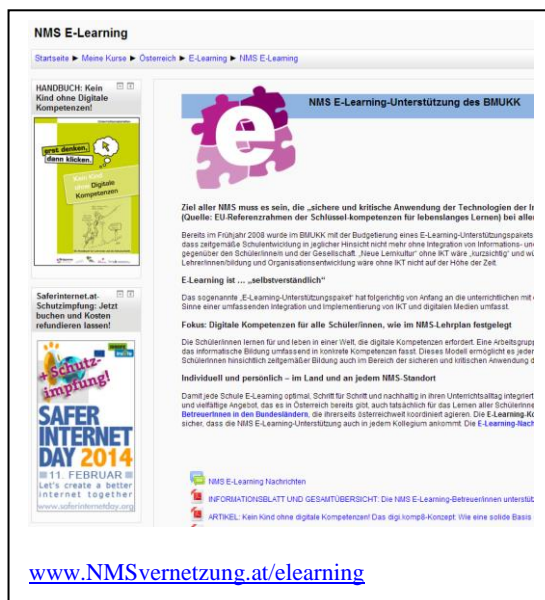 NMS E-Learning
Startseite ► Meine Kurse ► Österreich ► E-Learning ► NMS E-Learning
HANDBUCH: Kein
Kind ohne Digitale
Kompetenzen!
erst denken,
dann klicken.
Kein Kind
ohne Digitale
Kompetenzen
Saferinternet.at-
Schutzimpfung: Jetzt
buchen und Kosten
refundieren lassen!
+ Schutz-
impfung!
SAFER
INTERNET
DAY 2014
11. FEBRUAR
Let's create a better
internet together
www.saferinternetday.org
NMS E-Learning-Unterstützung des BMUKK
e
Ziel aller NMS muss es sein, die „sichere und kritische Anwendung der Technologien der
(Quelle: EU-Referenzrahmen der Schlüssel-kompetenzen für lebenslanges Lernen) bei
Bereits im Frühjahr 2008 wurde im BMUKK mit der Budgetierung eines E-Learning-Unterstützungspakets
dass zeitgemäße Schulentwicklung in jeglicher Hinsicht nicht mehr ohne Integration von Informations-
gegenüber den Schüler/innen und der Gesellschaft. „Neue Lernkultur" ohne IKT wäre „kurzsichtig" und
Lehrer/innen/bildung und Organisationsentwicklung wäre ohne IKT nicht auf der Höhe der Zeit.
E-Learning ist ... „selbstverständlich"
Das sogenannte „E-Learning-Unterstützungspaket" hat folgerichtig von Anfang an die unterrichtlichen mit
Sinne einer umfassenden Integration und Implementierung von IKT und digitalen Medien umfasst.
Fokus: Digitale Kompetenzen für alle Schüler/innen, wie im NMS-Lehrplan festgelegt
Die Schüler/innen lernen für und leben in einer Welt, die digitale Kompetenzen erfordert. Eine
das informatische Bildung umfassend in konkrete Kompetenzen fasst. Dieses Modell ermöglicht es
Schüler/innen hinsichtlich zeitgemäßer Bildung auch im Bereich der sicheren und kritischen Anwendung
Individuell und persönlich – im Land und an jedem NMS-Standort
Damit jede Schule E-Learning optimal, Schritt für Schritt und nachhaltig in ihren Unterrichtsalltag
und vielfältige Angebot, das es in Österreich bereits gibt, auch tatsächlich für das Lernen aller
Betreuer/innen in den Bundesländern, die ihrerseits österreichweit koordiniert agieren. Die
sicher, dass die NMS E-Learning-Unterstützung auch in jedem Kollegium ankommt. Die
NMS E-Learning Nachrichten
INFORMATIONSBLATT UND GESAMTÜBERSICHT: Die NMS E-Learning-Betreuer/innen
ARTIKEL: Kein Kind ohne digitale Kompetenzen! Das digi.komp8-Konzept: Wie eine solide Basis
www.NMSvernetzung.at/elearning